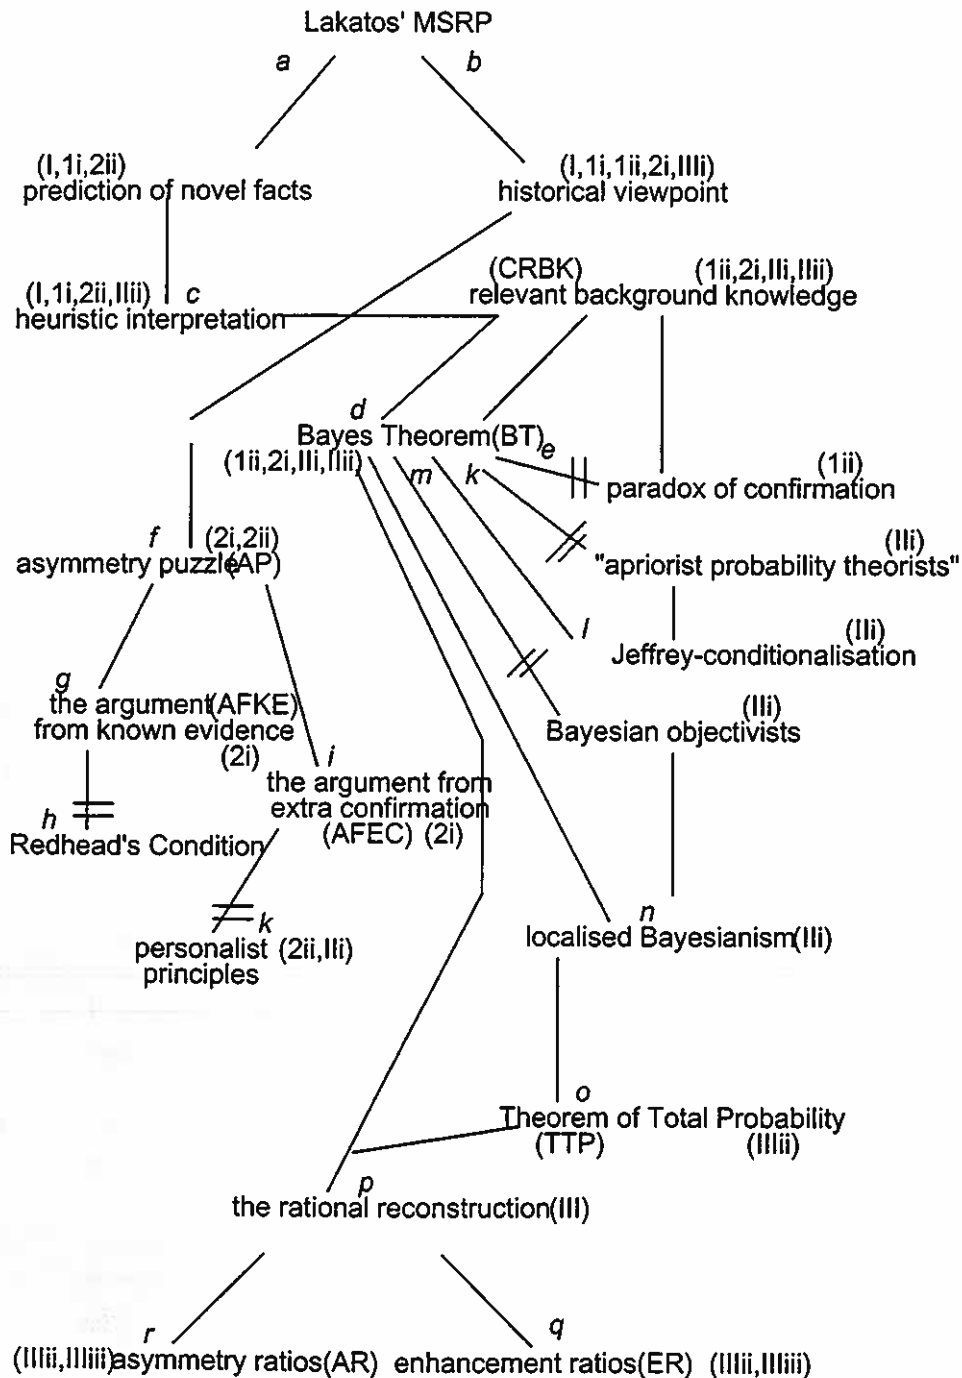 Lakatos' MSRP
a
b
(I,1i,2ii)
prediction of novel facts
(I,1i,1ii,2i,IIIi)
historical viewpoint
(I,1i,2ii,IIii)
c
heuristic interpretation
(CRBK)
(1ii,2i,IIi,IIii)
relevant background knowledge
d
Bayes Theorem(BT)
e
(1ii,2i,IIi,IIii)
m
k
(1ii)
paradox of confirmation
f
(2i,2ii)
asymmetry puzzle(AP)
(IIi)
"apriorist probability theorists"
l
(IIi)
Jeffrey-conditionalisation
g
the argument(AFKE)
from known evidence
(2i)
(IIi)
Bayesian objectivists
i
the argument from
extra confirmation
(AFEC) (2i)
h
Redhead's Condition
k
personalist (2ii,IIi)
principles
n
localised Bayesianism(IIi)
o
Theorem of Total Probability
(TTP)
(IIIii)
p
the rational reconstruction(III)
r
q
(IIIii,IIIiii)asymmetry ratios(AR)
enhancement ratios(ER) (IIIii,IIIiii)